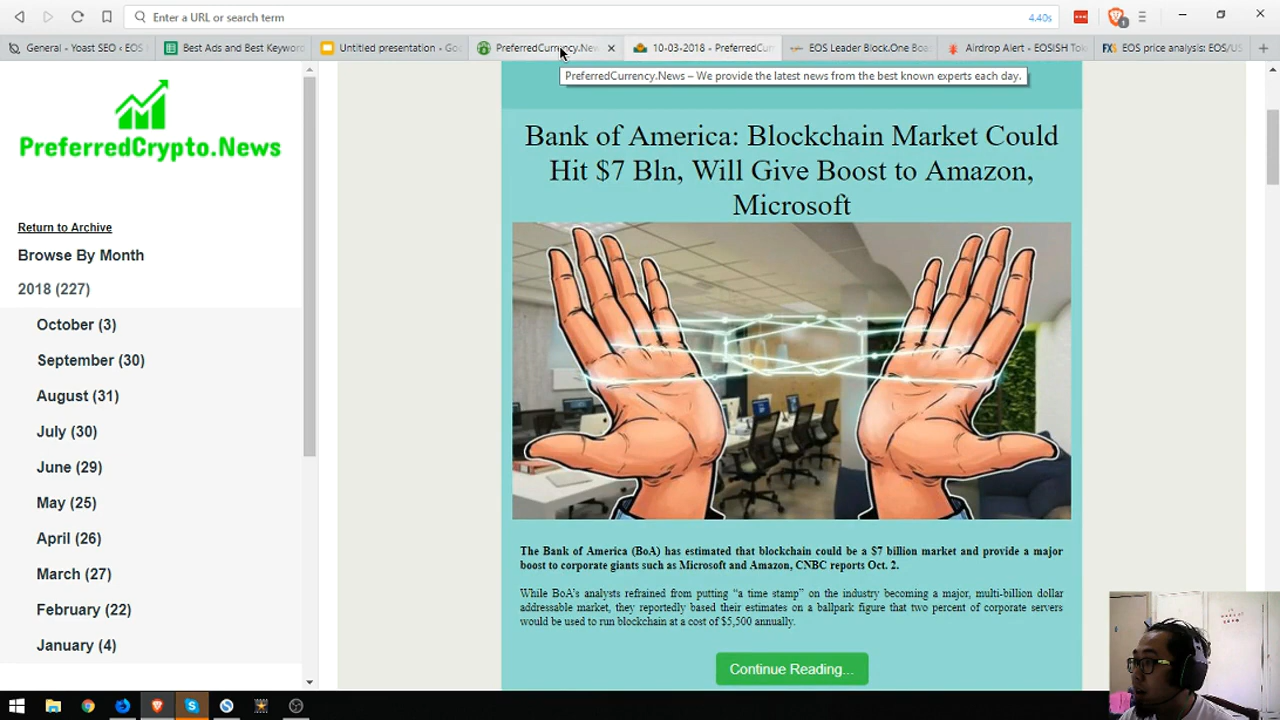 Enter a URL or search term
4.40s
1
General - Yoast SEO ‹ EOS
Best Ads and Best Keyword
Untitled presentation - Go
PreferredCurrency.New
10-03-2018 - PreferredCur
EOS Leader Block.One Boa
Airdrop Alert - EOSISH Tok
FXS
EOS price analysis: EOS/US
PreferredCurrency.News – We provide the latest news from the best known experts each day.
PreferredCrypto.News
Return to Archive
Browse By Month
2018 (227)
October (3)
September (30)
August (31)
July (30)
June (29)
May (25)
April (26)
March (27)
February (22)
January (4)
Bank of America: Blockchain Market Could
Hit $7 Bln, Will Give Boost to Amazon,
Microsoft
The Bank of America (BoA) has estimated that blockchain could be a $7 billion market and provide a major
boost to corporate giants such as Microsoft and Amazon, CNBC reports Oct. 2.
While BoA’s analysts refrained from putting “a time stamp” on the industry becoming a major, multi-billion dollar
addressable market, they reportedly based their estimates on a ballpark figure that two percent of corporate servers
would be used to run blockchain at a cost of $5,500 annually.
Continue Reading...